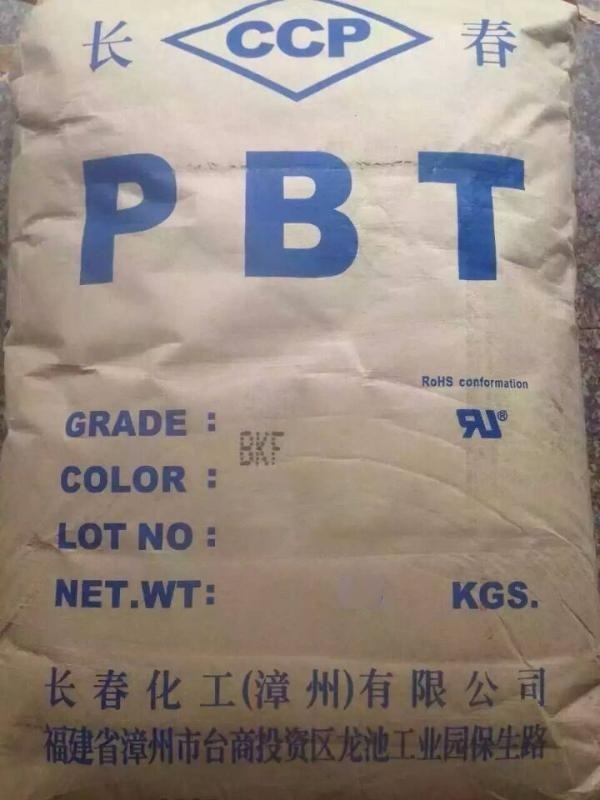 长 CCP 春
PBT
RoHS conformation
GRADE :
RU®
BKF
COLOR :
LOT NO :
NET.WT: KGS.
长春化工(漳州)有限公司
福建省漳州市台商投资区龙池工业园保生路